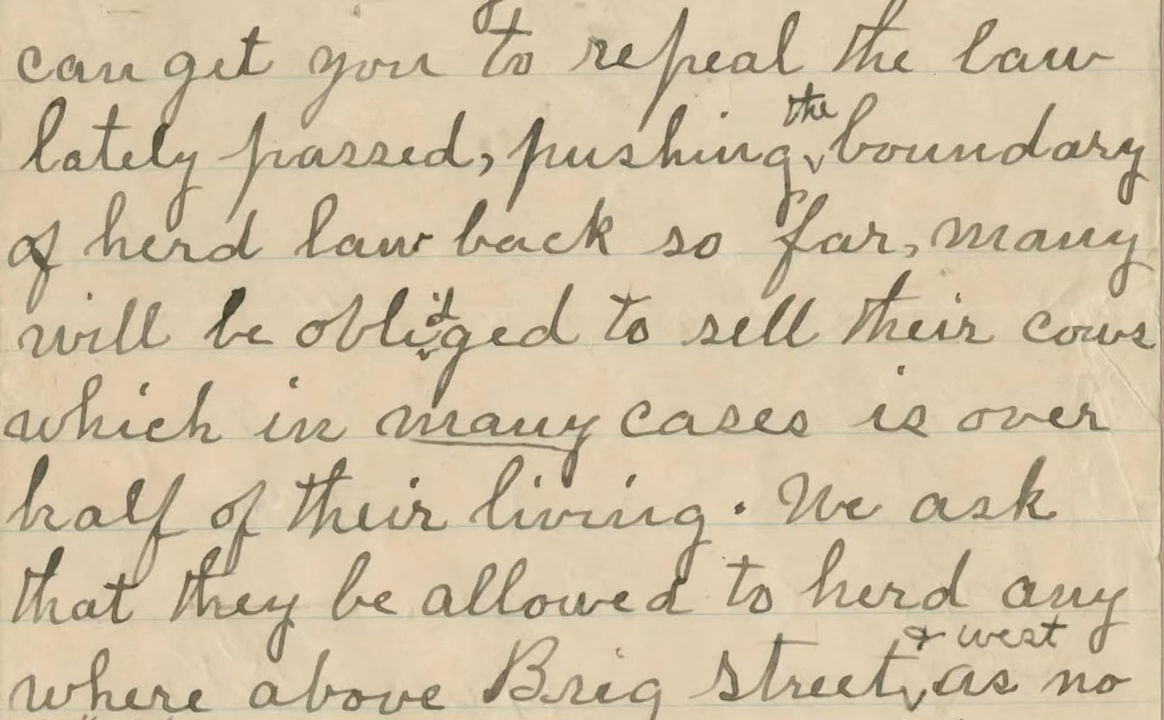 can get you to repeal the law
lately passed, pushing the boundary
of herd law back so far, many
will be obliged to sell their cows
which in many cases is over
half of their living. We ask
that they be allowed to herd any
where above Brig street & west as no